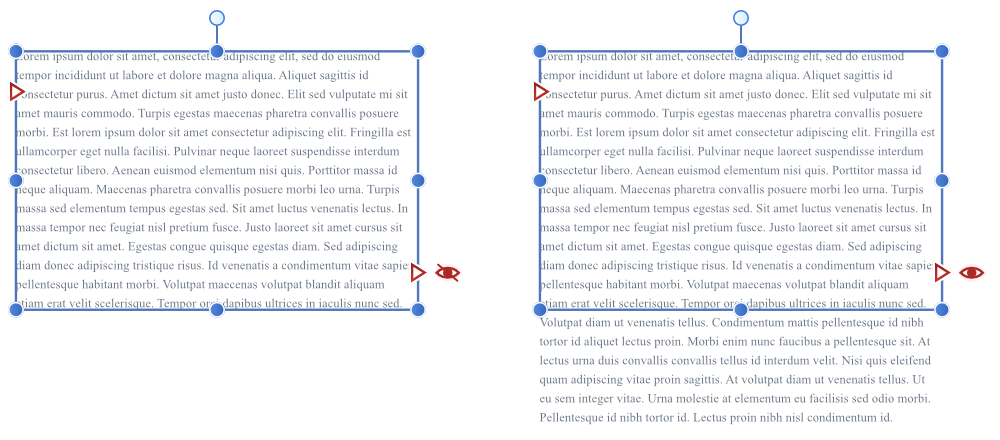 Lorem ipsum dolor sit amet, consectetur adipiscing elit, sed do eiusmod
tempor incididunt ut labore et dolore magna aliqua. Aliquet sagittis id
consectetur purus. Amet dictum sit amet justo donec. Elit sed vulputate mi sit
amet mauris commodo. Turpis egestas maecenas pharetra convallis posuere
morbi. Est lorem ipsum dolor sit amet consectetur adipiscing elit. Fringilla est
ullamcorper eget nulla facilisi. Pulvinar neque laoreet suspendisse interdum
consectetur libero. Aenean euismod elementum nisi quis. Porttitor massa id
neque aliquam. Maecenas pharetra convallis posuere morbi leo urna. Turpis
massa sed elementum tempus egestas sed. Sit amet luctus venenatis lectus. In
massa tempor nec feugiat nisl pretium fusce. Justo laoreet sit amet cursus sit
amet dictum sit amet. Egestas congue quisque egestas diam. Sed adipiscing
diam donec adipiscing tristique risus. Id venenatis a condimentum vitae sapien
pellentesque habitant morbi. Volutpat maecenas volutpat blandit aliquam
etiam erat velit scelerisque. Tempor orci dapibus ultrices in iaculis nunc sed.
Lorem ipsum dolor sit amet, consectetur adipiscing elit, sed do eiusmod
tempor incididunt ut labore et dolore magna aliqua. Aliquet sagittis id
consectetur purus. Amet dictum sit amet justo donec. Elit sed vulputate mi sit
amet mauris commodo. Turpis egestas maecenas pharetra convallis posuere
morbi. Est lorem ipsum dolor sit amet consectetur adipiscing elit. Fringilla est
ullamcorper eget nulla facilisi. Pulvinar neque laoreet suspendisse interdum
consectetur libero. Aenean euismod elementum nisi quis. Porttitor massa id
neque aliquam. Maecenas pharetra convallis posuere morbi leo urna. Turpis
massa sed elementum tempus egestas sed. Sit amet luctus venenatis lectus. In
massa tempor nec feugiat nisl pretium fusce. Justo laoreet sit amet cursus sit
amet dictum sit amet. Egestas congue quisque egestas diam. Sed adipiscing
diam donec adipiscing tristique risus. Id venenatis a condimentum vitae sapien
pellentesque habitant morbi. Volutpat maecenas volutpat blandit aliquam
etiam erat velit scelerisque. Tempor orci dapibus ultrices in iaculis nunc sed.
Volutpat diam ut venenatis tellus. Condimentum mattis pellentesque id nibh
tortor id aliquet lectus proin. Morbi enim nunc faucibus a pellentesque sit. At
lectus urna duis convallis convallis tellus id interdum velit. Nisi quis eleifend
quam adipiscing vitae proin sagittis. At volutpat diam ut venenatis tellus. Ut
eu sem integer vitae. Urna molestie at elementum eu facilisis sed odio morbi.
Pellentesque id nibh tortor id. Lectus proin nibh nisl condimentum id.